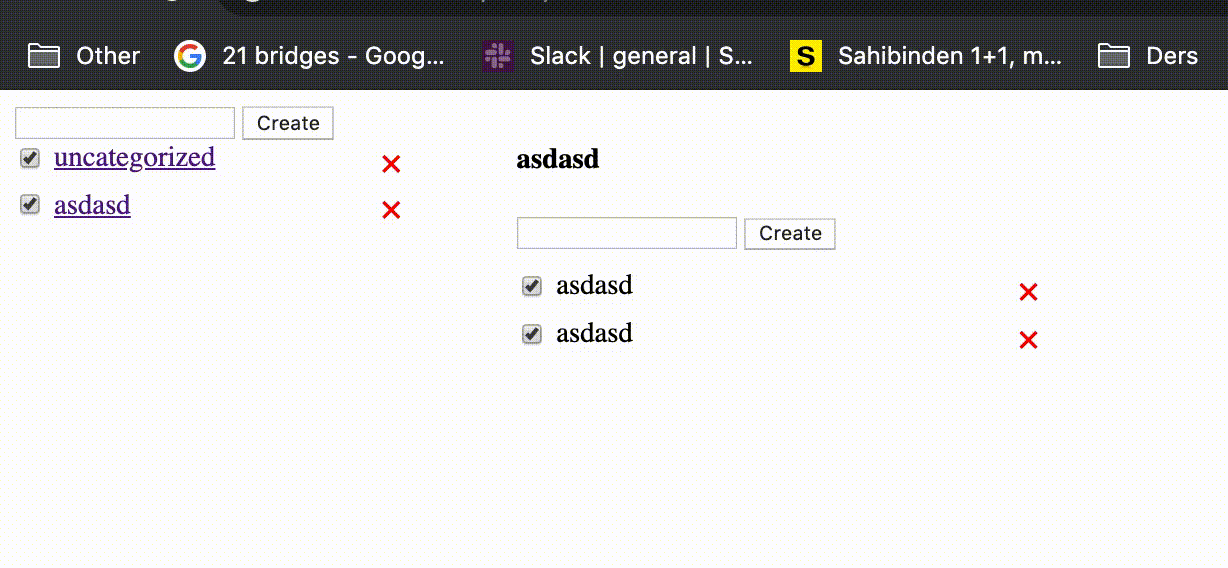 Other
21 bridges - Goog...
Slack | general | S...
S
Sahibinden 1+1, m...
Ders
Create
uncategorized
asdasd
asdasd
Create
asdasd
asdasd